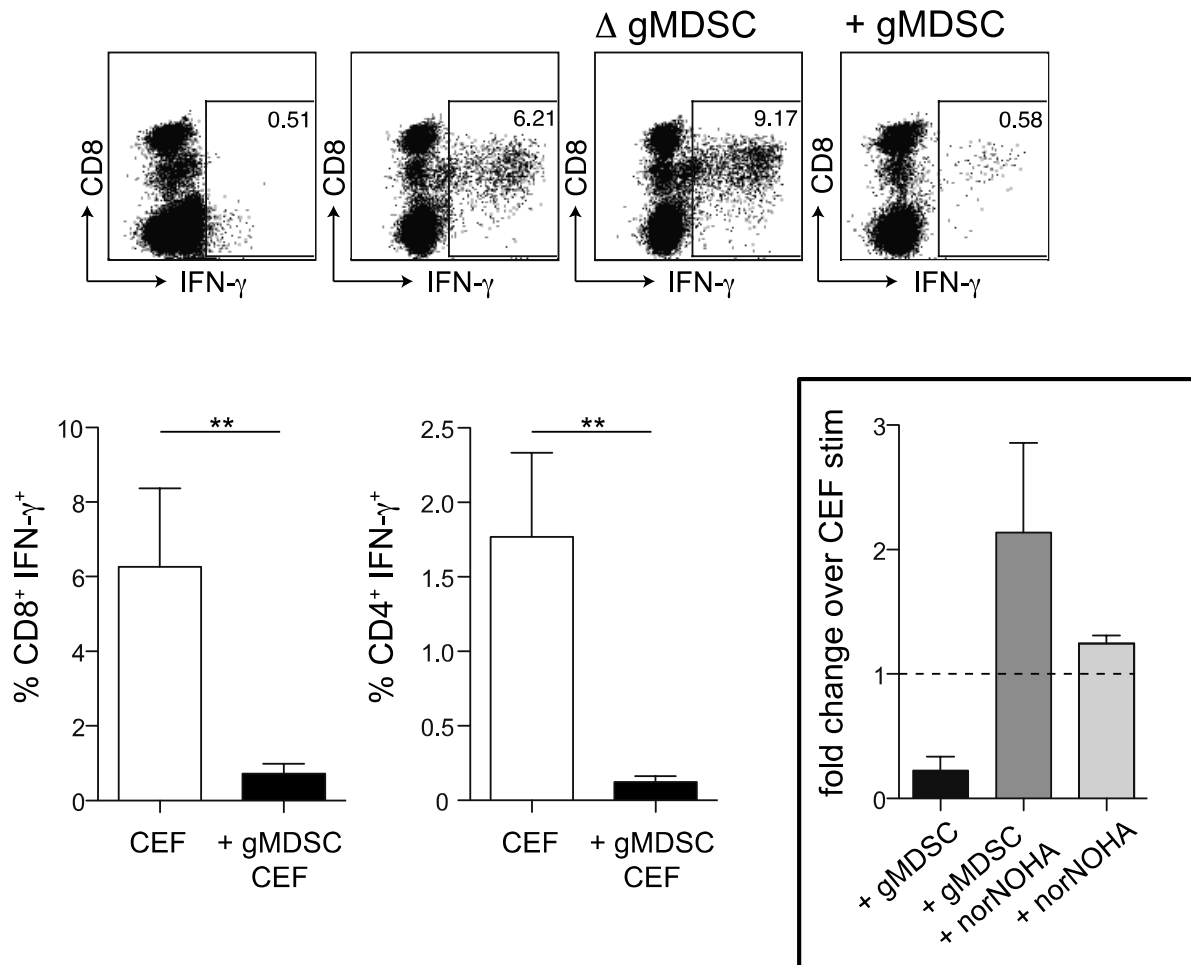 Δ gMDSC
+ gMDSC
0.51
6.21
9.17
0.58
CD8
CD8
CD8
CD8
IFN-γ
IFN-γ
IFN-γ
IFN-γ
% CD8+ IFN-γ+
10
8
6
4
2
0
**
CEF
+ gMDSC
CEF
% CD4+ IFN-γ+
2.5
2.0
1.5
1.0
0.5
0
**
CEF
+ gMDSC
CEF
fold change over CEF stim
3
2
1
0
+ gMDSC
+ gMDSC
+ norNOHA
+ norNOHA